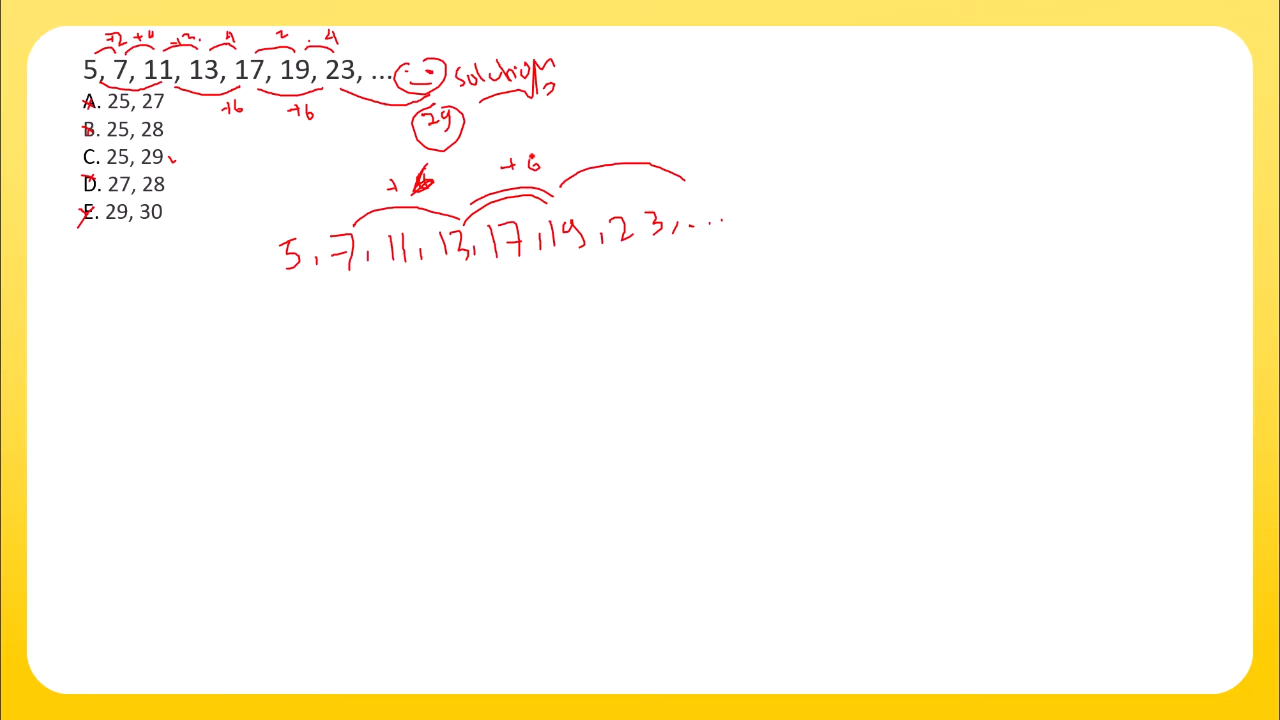 +2 +4 +2 4 2 4
5, 7, 11, 13, 17, 19, 23, ... solution
A. 25, 27
+6 +6
29
B. 25, 28
C. 25, 29
D. 27, 28
E. 29, 30
+ +6
5, 7, 11, 13, 17, 19, 23, ...